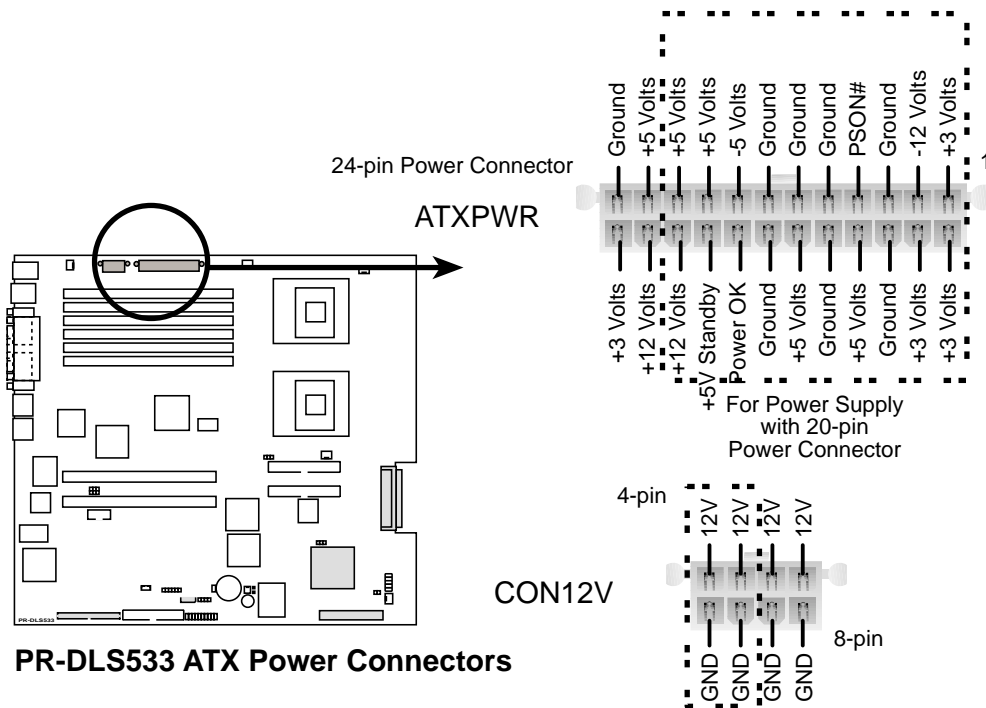 Ground
+5 Volts
+5 Volts
+5 Volts
-5 Volts
Ground
Ground
Ground
PSON#
Ground
-12 Volts
+3 Volts
24-pin Power Connector
1
ATXPWR
+3 Volts
+12 Volts
+12 Volts
+5V Standby
Power OK
Ground
+5 Volts
Ground
+5 Volts
Ground
+3 Volts
+3 Volts
For Power Supply
with 20-pin
Power Connector
4-pin
12V
12V
12V
12V
CON12V
8-pin
GND
GND
GND
GND
PR-DLS533
PR-DLS533 ATX Power Connectors